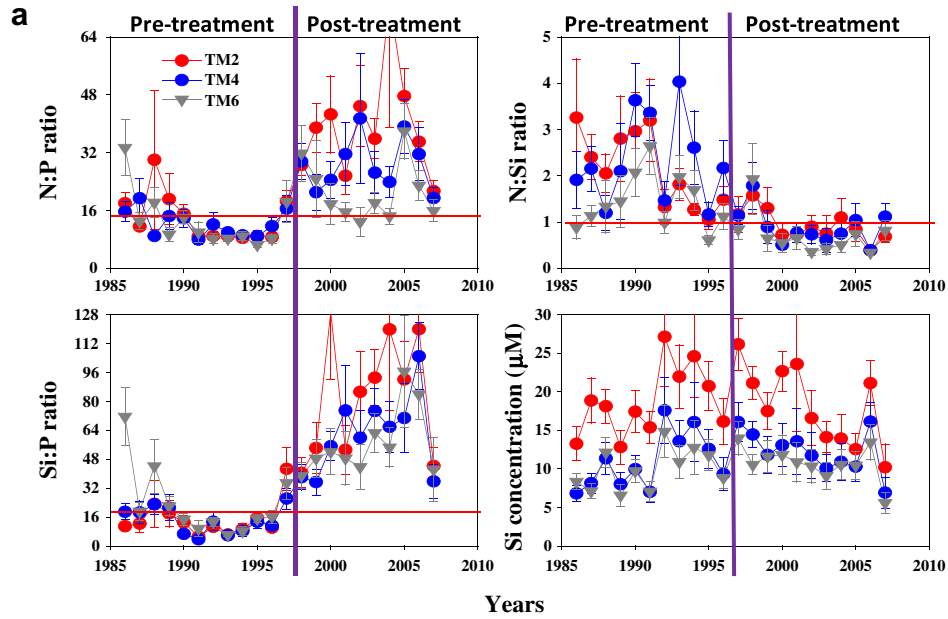 a
Pre-treatment Post-treatment
N:P ratio
64
48
32
16
0
TM2
TM4
TM6
1985 1990 1995 2000 2005 2010
Pre-treatment Post-treatment
N:Si ratio
5
4
3
2
1
0
1985 1990 1995 2000 2005 2010
Si:P ratio
128
112
96
80
64
48
32
16
0
1985 1990 1995 2000 2005 2010
Si concentration (μM)
30
25
20
15
10
5
0
1985 1990 1995 2000 2005 2010
Years